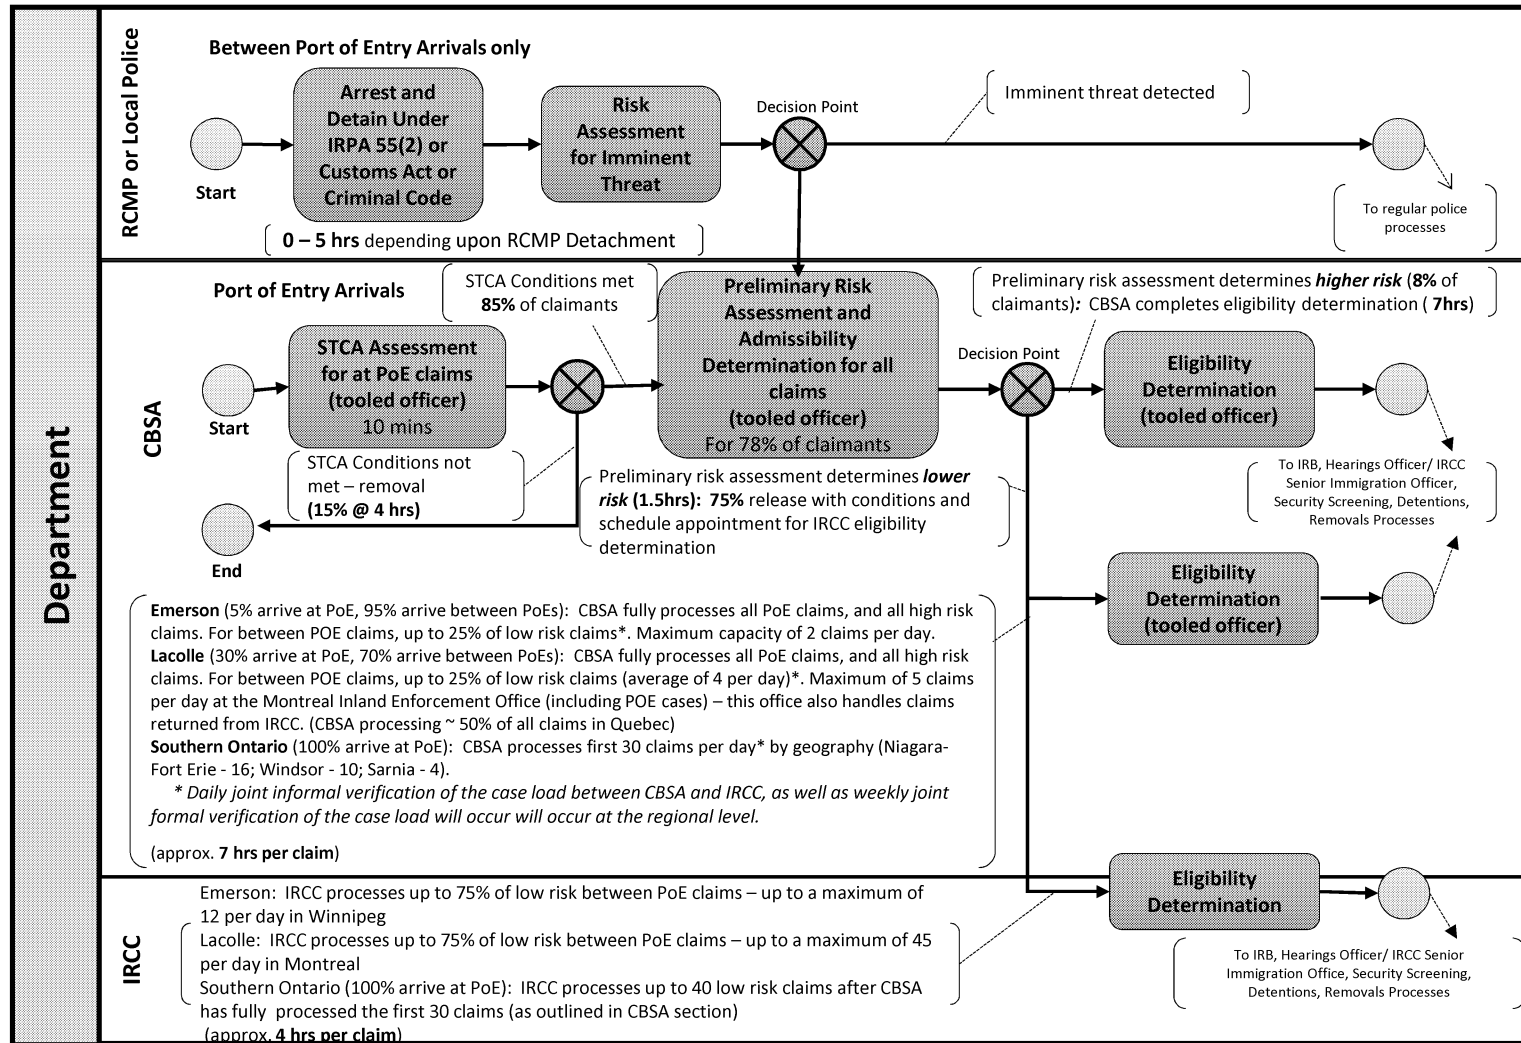 Department
RCMP or Local Police
Between Port of Entry Arrivals only
Start
Arrest and
Detain Under
IRPA 55(2) or
Customs Act or
Criminal Code
Risk
Assessment
for Imminent
Threat
Decision Point
Imminent threat detected
To regular police
processes
0 – 5 hrs depending upon RCMP Detachment
CBSA
Port of Entry Arrivals
Start
STCA Assessment
for at PoE claims
(tooled officer)
10 mins
STCA Conditions met
85% of claimants
STCA Conditions not
met – removal
(15% @ 4 hrs)
End
Preliminary Risk
Assessment and
Admissibility
Determination for all
claims
(tooled officer)
For 78% of claimants
Decision Point
Preliminary risk assessment determines higher risk (8% of
claimants): CBSA completes eligibility determination ( 7hrs)
Eligibility
Determination
(tooled officer)
To IRB, Hearings Officer/ IRCC
Senior Immigration Officer,
Security Screening, Detentions,
Removals Processes
Preliminary risk assessment determines lower
risk (1.5hrs): 75% release with conditions and
schedule appointment for IRCC eligibility
determination
Eligibility
Determination
(tooled officer)
Emerson (5% arrive at PoE, 95% arrive between PoEs): CBSA fully processes all PoE claims, and all high risk
claims. For between POE claims, up to 25% of low risk claims*. Maximum capacity of 2 claims per day.
Lacolle (30% arrive at PoE, 70% arrive between PoEs): CBSA fully processes all PoE claims, and all high risk
claims. For between POE claims, up to 25% of low risk claims (average of 4 per day)*. Maximum of 5 claims
per day at the Montreal Inland Enforcement Office (including POE cases) – this office also handles claims
returned from IRCC. (CBSA processing ~ 50% of all claims in Quebec)
Southern Ontario (100% arrive at PoE): CBSA processes first 30 claims per day* by geography (Niagara-
Fort Erie - 16; Windsor - 10; Sarnia - 4).
* Daily joint informal verification of the case load between CBSA and IRCC, as well as weekly joint
formal verification of the case load will occur will occur at the regional level.
(approx. 7 hrs per claim)
IRCC
Emerson: IRCC processes up to 75% of low risk between PoE claims – up to a maximum of
12 per day in Winnipeg
Lacolle: IRCC processes up to 75% of low risk between PoE claims – up to a maximum of 45
per day in Montreal
Southern Ontario (100% arrive at PoE): IRCC processes up to 40 low risk claims after CBSA
has fully processed the first 30 claims (as outlined in CBSA section)
(approx. 4 hrs per claim)
Eligibility
Determination
To IRB, Hearings Officer/ IRCC Senior
Immigration Office, Security Screening,
Detentions, Removals Processes